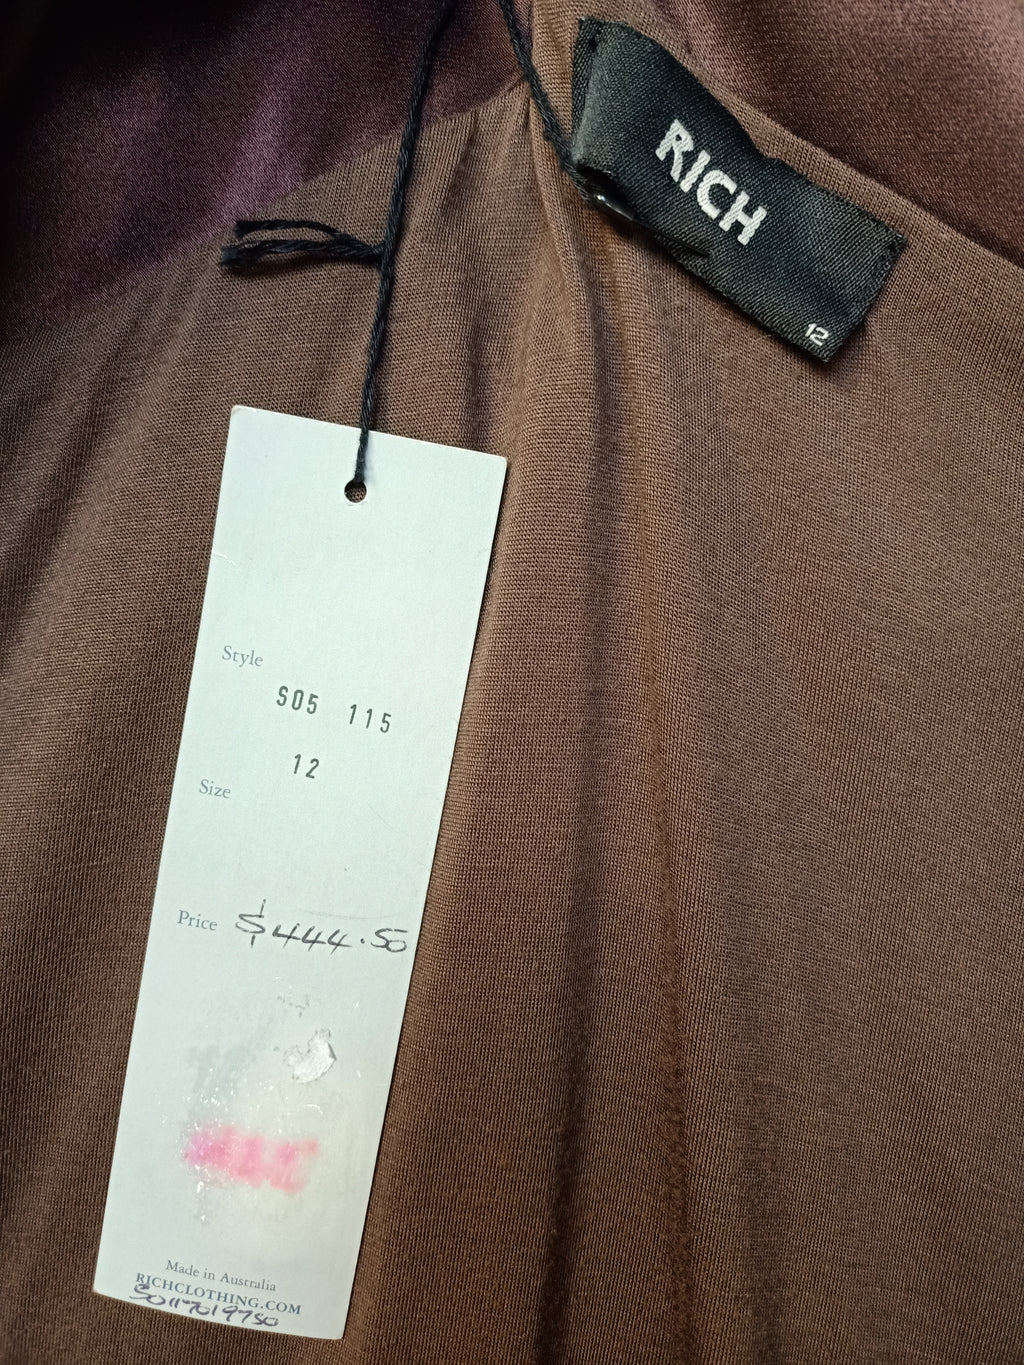 RICH
12
Style
S05 115
12
Size
Price $444.50
Made in Australia
RICHCLOTHING.COM